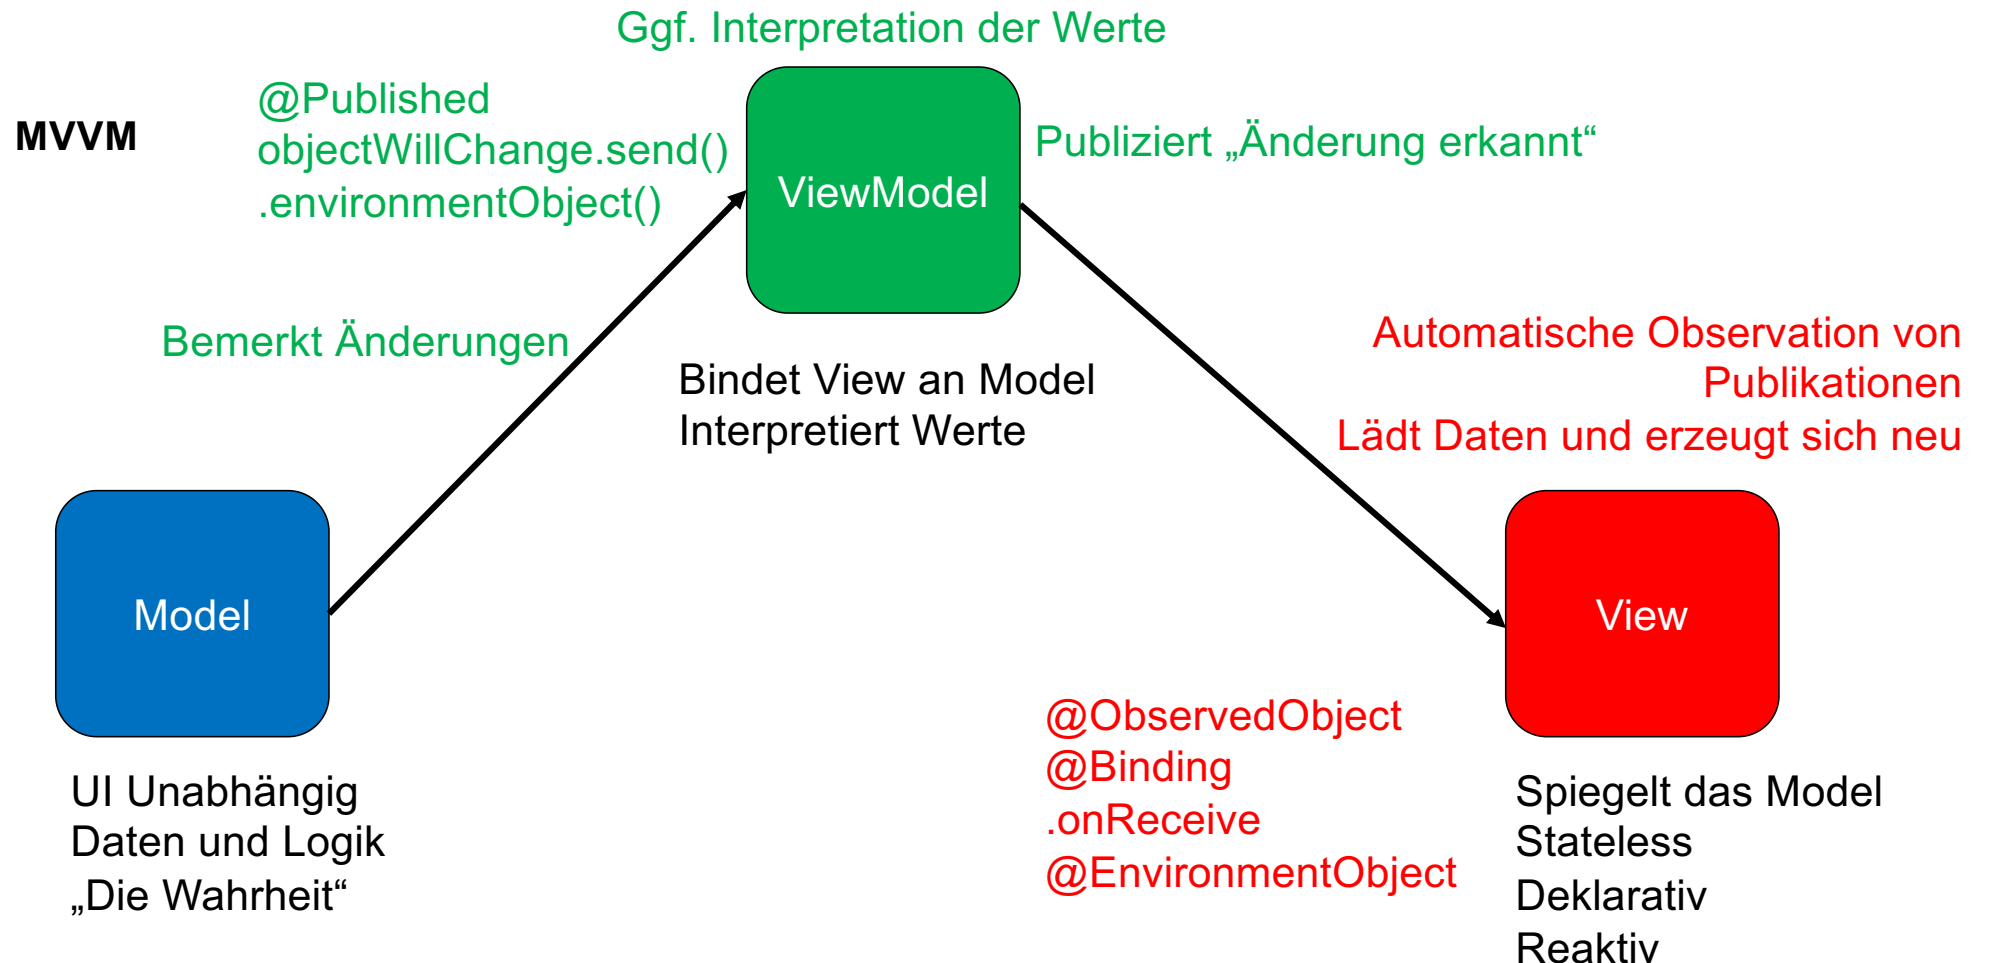 Ggf. Interpretation der Werte
MVVM
@Published
objectWillChange.send()
.environmentObject()
ViewModel
Publiziert „Änderung erkannt“
Bemerkt Änderungen
Bindet View an Model
Interpretiert Werte
Automatische Observation von
Publikationen
Lädt Daten und erzeugt sich neu
Model
View
UI Unabhängig
Daten und Logik
„Die Wahrheit“
@ObservedObject
@Binding
.onReceive
@EnvironmentObject
Spiegelt das Model
Stateless
Deklarativ
Reaktiv